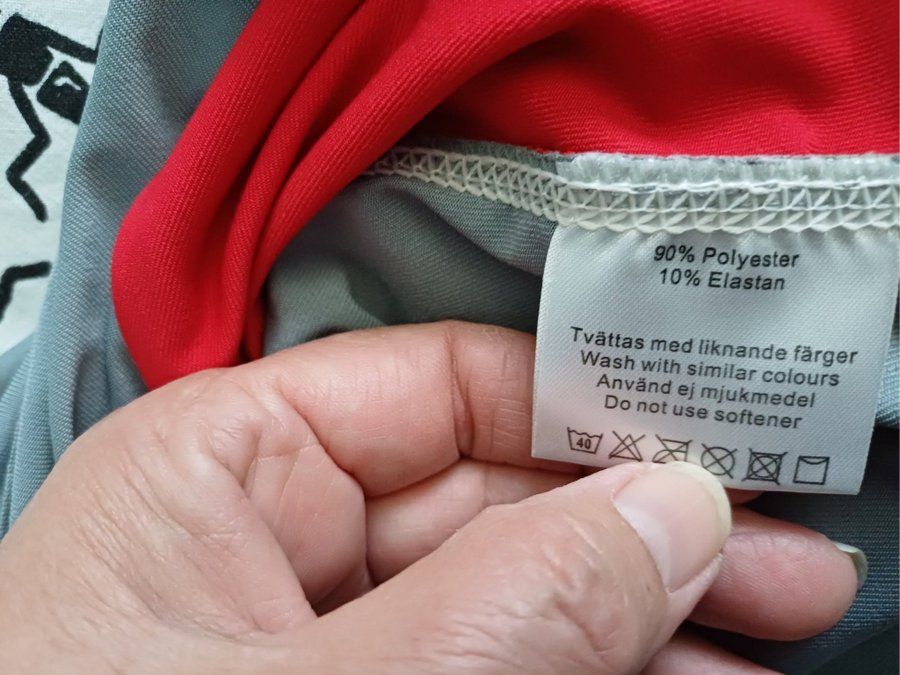 90% Polyester
10% Elastan
Tvättas med liknande färger
Wash with similar colours
Använd ej mjukmedel
Do not use softener
40